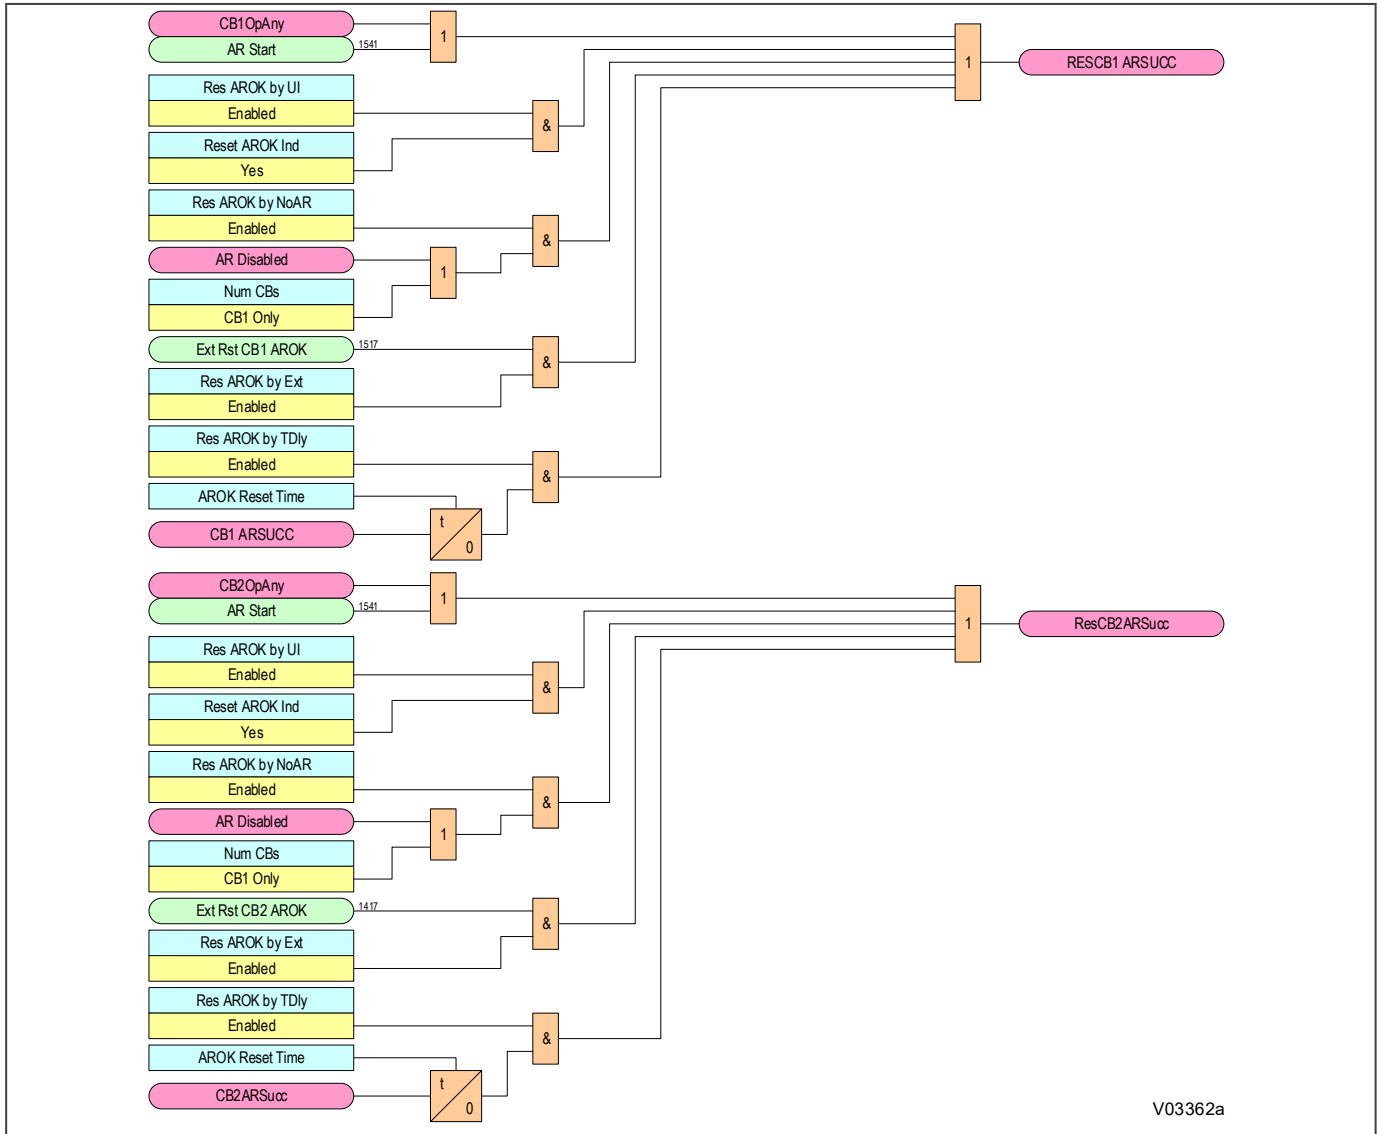 CB1OpAny
AR Start
1541
1
1
RESCB1 ARSUCC
Res AROK by UI
Enabled
&
Reset AROK Ind
Yes
Res AROK by NoAR
Enabled
&
AR Disabled
1
Num CBs
CB1 Only
Ext Rst CB1 AROK
1517
&
Res AROK by Ext
Enabled
Res AROK by TDly
Enabled
&
AROK Reset Time
t
0
CB1 ARSUCC
CB2OpAny
AR Start
1541
1
1
ResCB2ARSucc
Res AROK by UI
Enabled
&
Reset AROK Ind
Yes
Res AROK by NoAR
Enabled
&
AR Disabled
1
Num CBs
CB1 Only
Ext Rst CB2 AROK
1417
&
Res AROK by Ext
Enabled
Res AROK by TDly
Enabled
&
AROK Reset Time
t
0
CB2ARSucc
V03362a